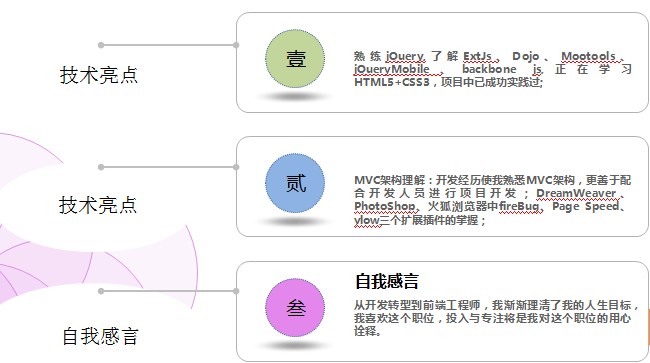 技术亮点
壹
熟练jQuery,了解ExtJs、Dojo、Mootools、
jQueryMobile、backbone js,正在学习
HTML5+CSS3，项目中已成功实践过;
技术亮点
贰
MVC架构理解：开发经历使我熟悉MVC架构，更善于配
合开发人员进行项目开发；DreamWeaver、
PhotoShop、火狐浏览器中fireBug、Page Speed、
ylow三个扩展插件的掌握；
自我感言
叁
自我感言
从开发转型到前端工程师，我渐渐理清了我的人生目标，
我喜欢这个职位，投入与专注将是我对这个职位的用心
诠释。